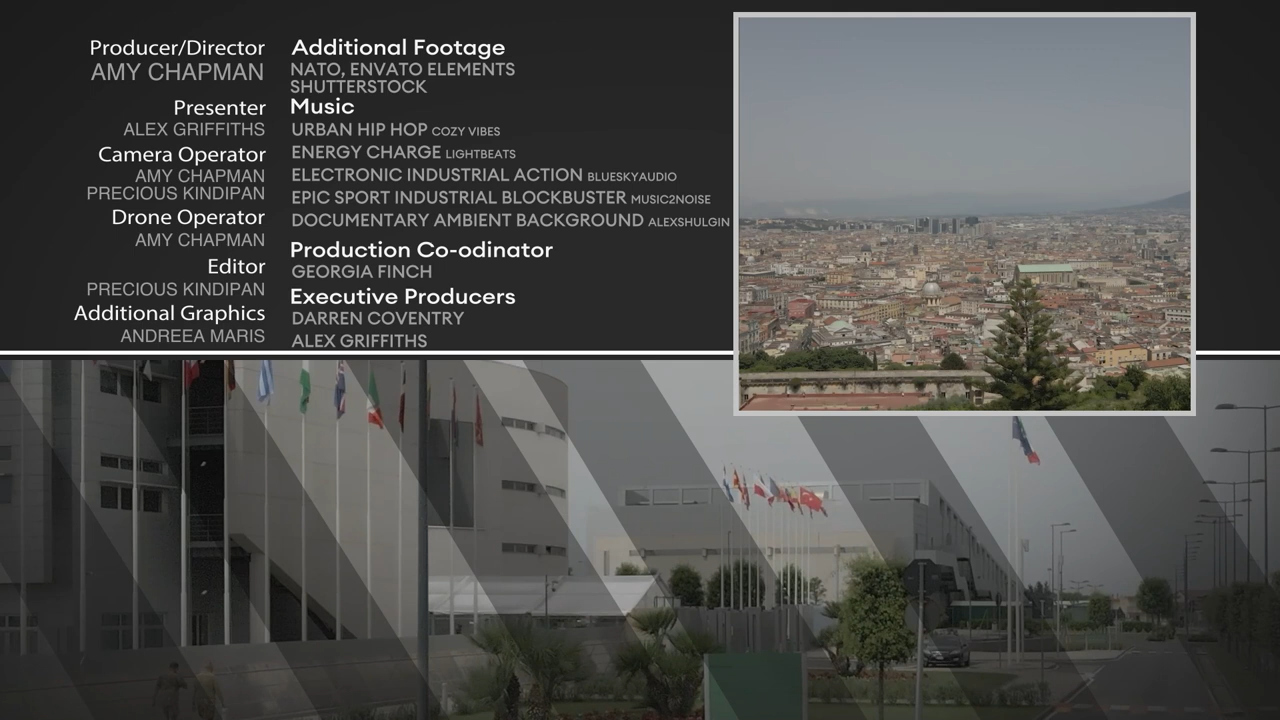 Producer/Director
AMY CHAPMAN
Presenter
ALEX GRIFFITHS
Camera Operator
AMY CHAPMAN
PRECIOUS KINDIPAN
Drone Operator
AMY CHAPMAN
Editor
PRECIOUS KINDIPAN
Additional Graphics
ANDREEA MARIS
Additional Footage
NATO, ENVATO ELEMENTS
SHUTTERSTOCK
Music
URBAN HIP HOP COZY VIBES
ENERGY CHARGE LIGHTBEATS
ELECTRONIC INDUSTRIAL ACTION BLUESKYAUDIO
EPIC SPORT INDUSTRIAL BLOCKBUSTER MUSIC2NOISE
DOCUMENTARY AMBIENT BACKGROUND ALEXSHULGIN
Production Co-odinator
GEORGIA FINCH
Executive Producers
DARREN COVENTRY
ALEX GRIFFITHS